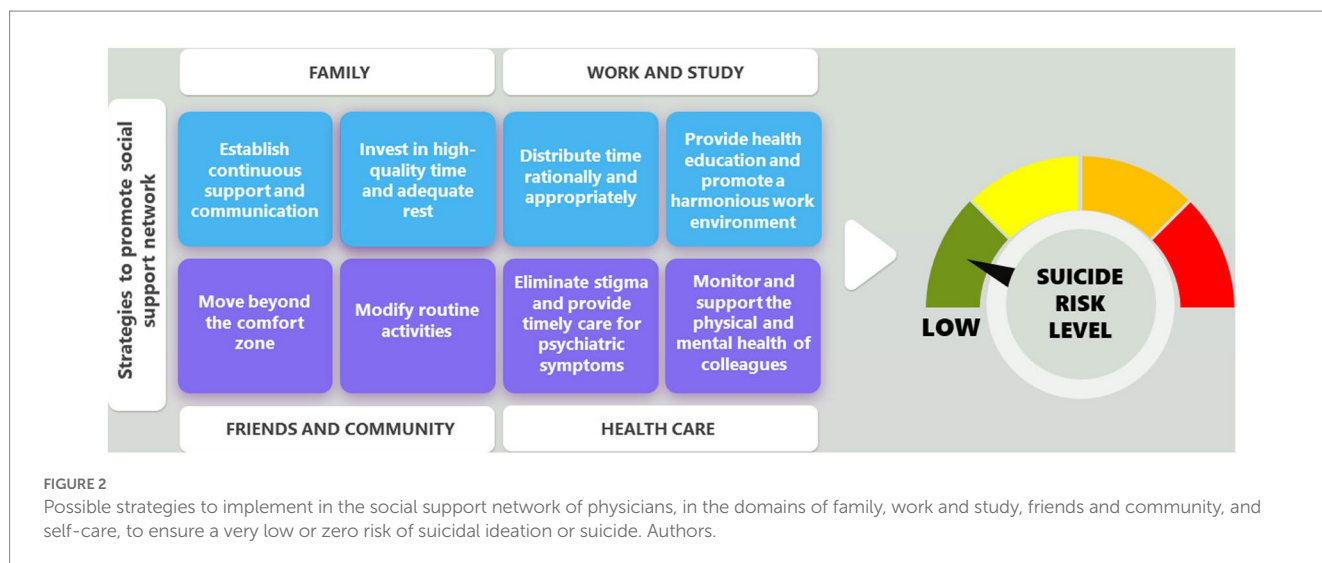 FAMILY
WORK AND STUDY
Strategies to promote social
support network
Establish
continuous
support and
communication
Invest in high-
quality time
and adequate
rest
Distribute time
rationally and
appropriately
Provide health
education and
promote a
harmonious work
environment
Move beyond
the comfort
zone
Modify routine
activities
Eliminate stigma
and provide
timely care for
psychiatric
symptoms
Monitor and
support the
physical and
mental health of
colleagues
FRIENDS AND COMMUNITY
HEALTH CARE
LOW
SUICIDE
RISK
LEVEL
FIGURE 2
Possible strategies to implement in the social support network of physicians, in the domains of family, work and study, friends and community, and
self-care, to ensure a very low or zero risk of suicidal ideation or suicide. Authors.